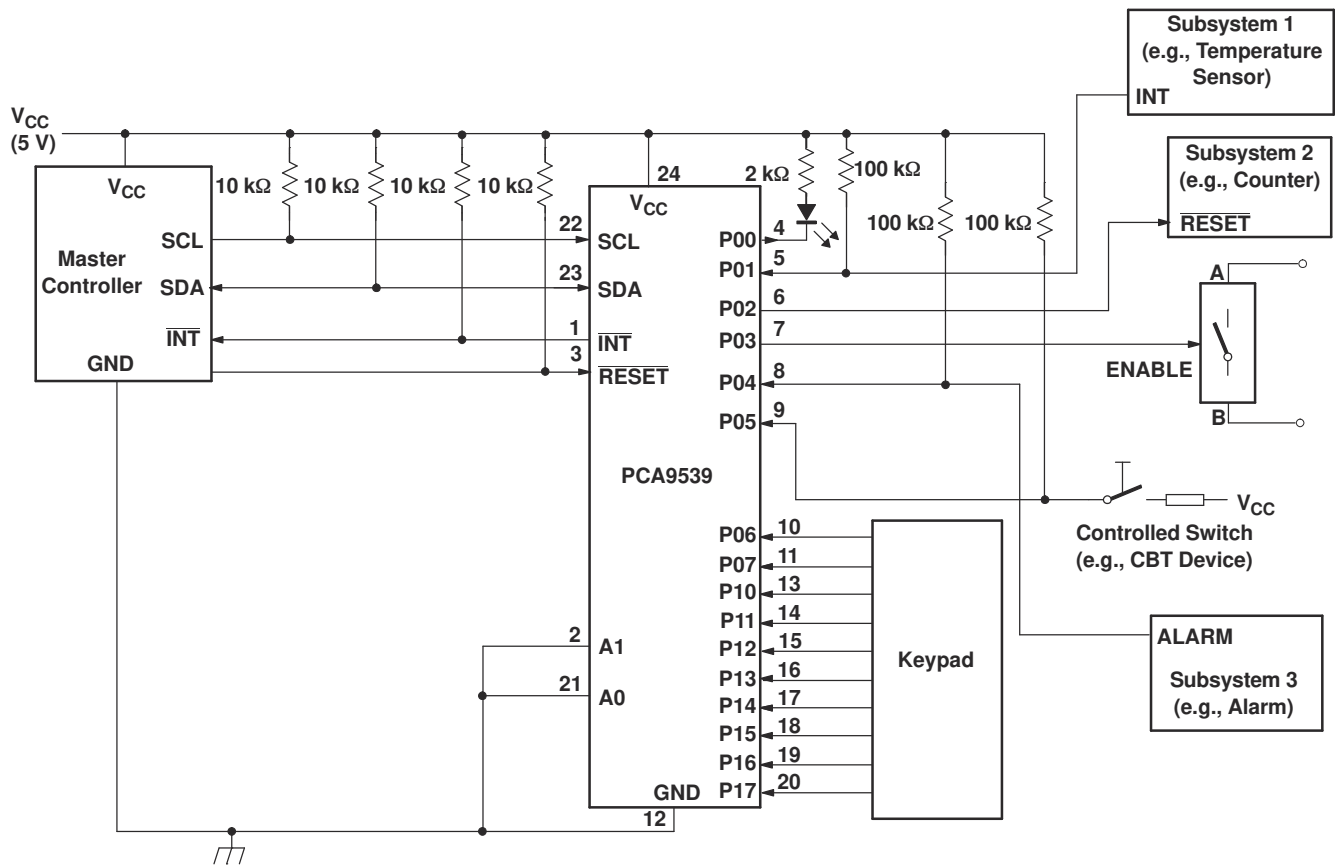 Subsystem 1
(e.g., Temperature
Sensor)
INT
VCC
(5 V)
VCC
SCL
Master
Controller
SDA
INT
GND
10 kΩ
10 kΩ
10 kΩ
10 kΩ
22
23
1
3
2
21
24
VCC
SCL
SDA
INT
RESET
PCA9539
A1
A0
GND
12
P00
P01
P02
P03
P04
P05
P06
P07
P10
P11
P12
P13
P14
P15
P16
P17
4
5
6
7
8
9
10
11
13
14
15
16
17
18
19
20
2 kΩ
100 kΩ
100 kΩ
100 kΩ
Subsystem 2
(e.g., Counter)
RESET
A
ENABLE
B
VCC
Controlled Switch
(e.g., CBT Device)
Keypad
ALARM
Subsystem 3
(e.g., Alarm)